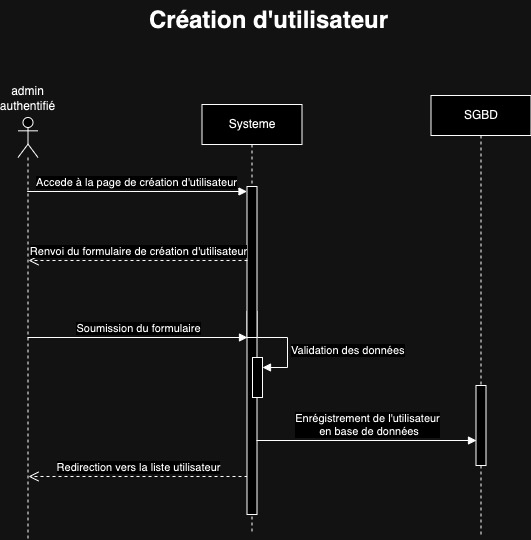 Création d'utilisateur
admin
authentifié
Systeme
SGBD
Accede à la page de création d'utilisateur
Renvoi du formulaire de création d'utilisateur
Soumission du formulaire
Validation des données
Enrégistrement de l'utilisateur
en base de données
Redirection vers la liste utilisateur